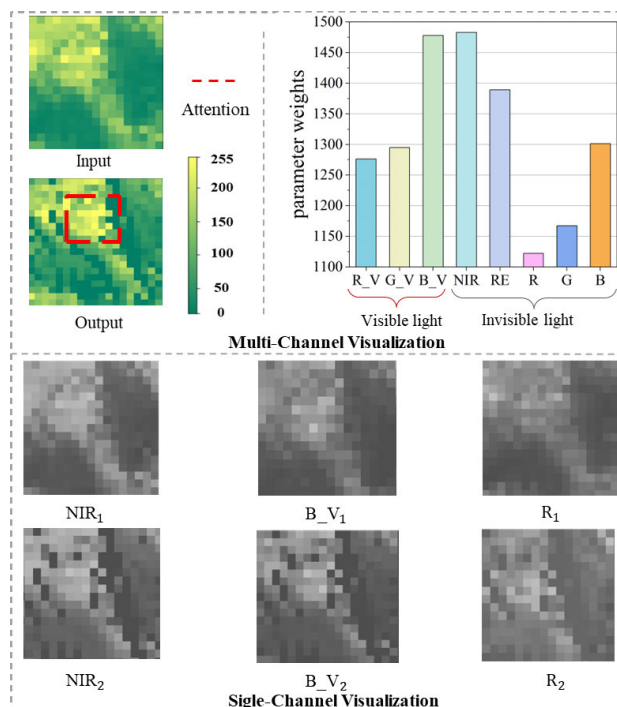 Input
Attention
Output
255
200
150
100
50
0
parameter weights
1500
1450
1400
1350
1300
1250
1200
1150
1100
R_V G_V B_V NIR RE R G B
Visible light Invisible light
Multi-Channel Visualization
NIR₁ B_V₁ R₁
NIR₂ B_V₂ R₂
Sigle-Channel Visualization